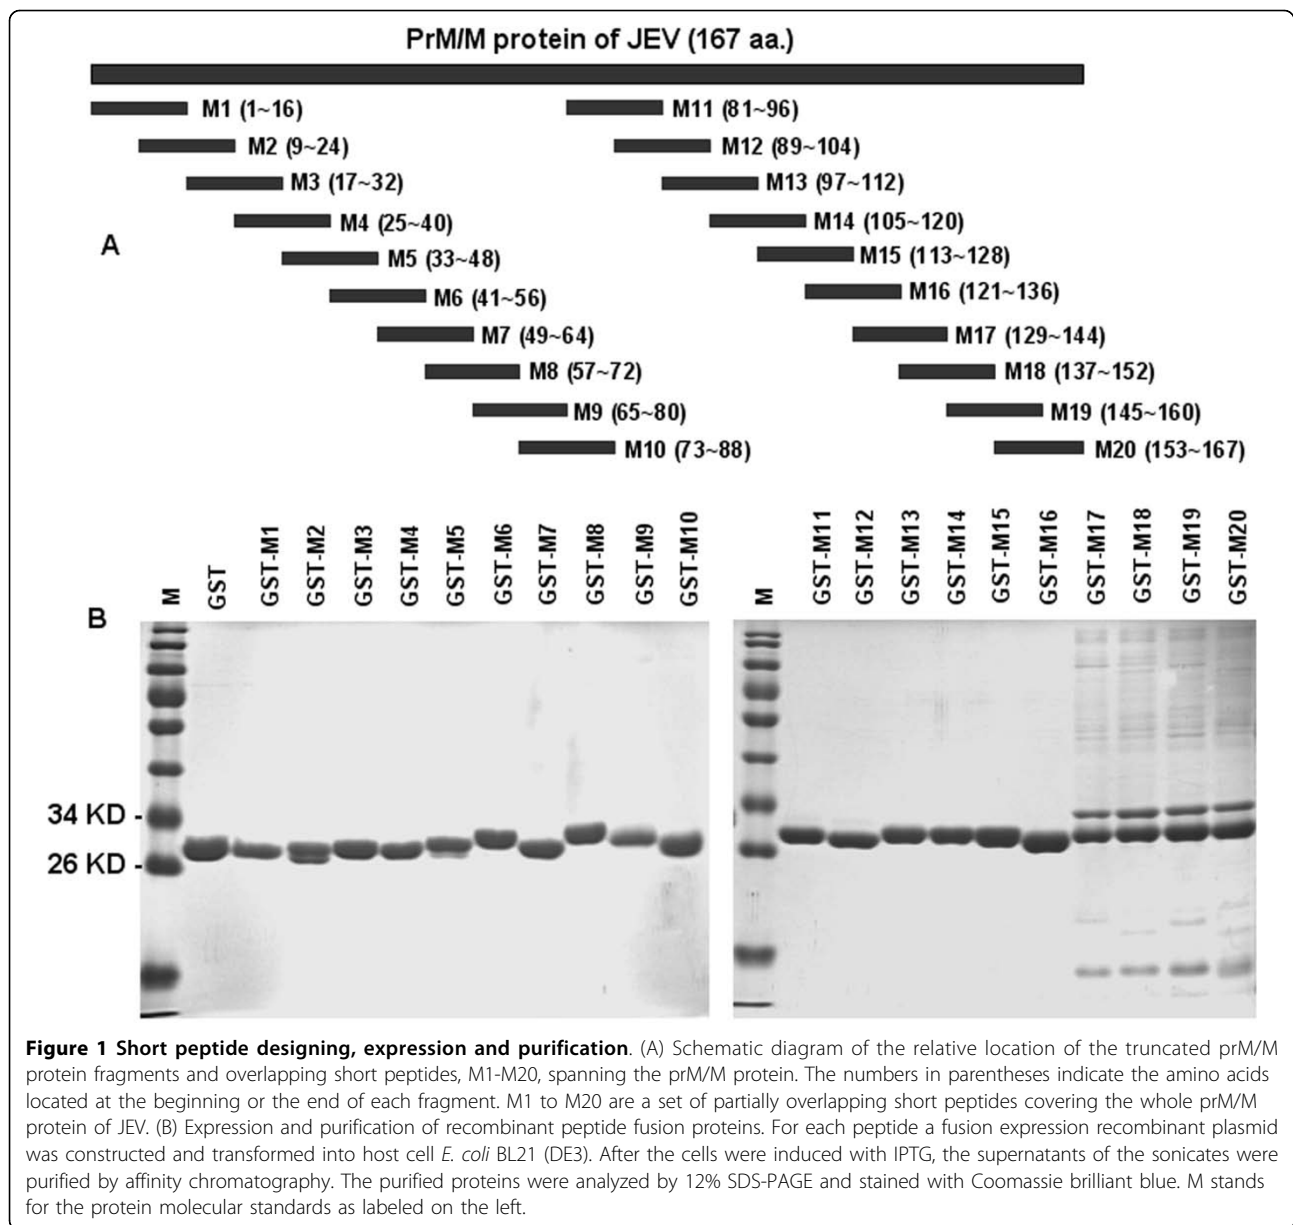 PrM/M protein of JEV (167 aa.)
M1 (1~16)
M2 (9~24)
M3 (17~32)
M4 (25~40)
M5 (33~48)
M6 (41~56)
M7 (49~64)
M8 (57~72)
M9 (65~80)
M10 (73~88)
M11 (81~96)
M12 (89~104)
M13 (97~112)
M14 (105~120)
M15 (113~128)
M16 (121~136)
M17 (129~144)
M18 (137~152)
M19 (145~160)
M20 (153~167)
A
B
M
GST
GST-M1
GST-M2
GST-M3
GST-M4
GST-M5
GST-M6
GST-M7
GST-M8
GST-M9
GST-M10
M
GST-M11
GST-M12
GST-M13
GST-M14
GST-M15
GST-M16
GST-M17
GST-M18
GST-M19
GST-M20
34 KD -
26 KD -
Figure 1 Short peptide designing, expression and purification. (A) Schematic diagram of the relative location of the truncated prM/M
protein fragments and overlapping short peptides, M1-M20, spanning the prM/M protein. The numbers in parentheses indicate the amino acids
located at the beginning or the end of each fragment. M1 to M20 are a set of partially overlapping short peptides covering the whole prM/M
protein of JEV. (B) Expression and purification of recombinant peptide fusion proteins. For each peptide a fusion expression recombinant plasmid
was constructed and transformed into host cell E. coli BL21 (DE3). After the cells were induced with IPTG, the supernatants of the sonicates were
purified by affinity chromatography. The purified proteins were analyzed by 12% SDS-PAGE and stained with Coomassie brilliant blue. M stands
for the protein molecular standards as labeled on the left.